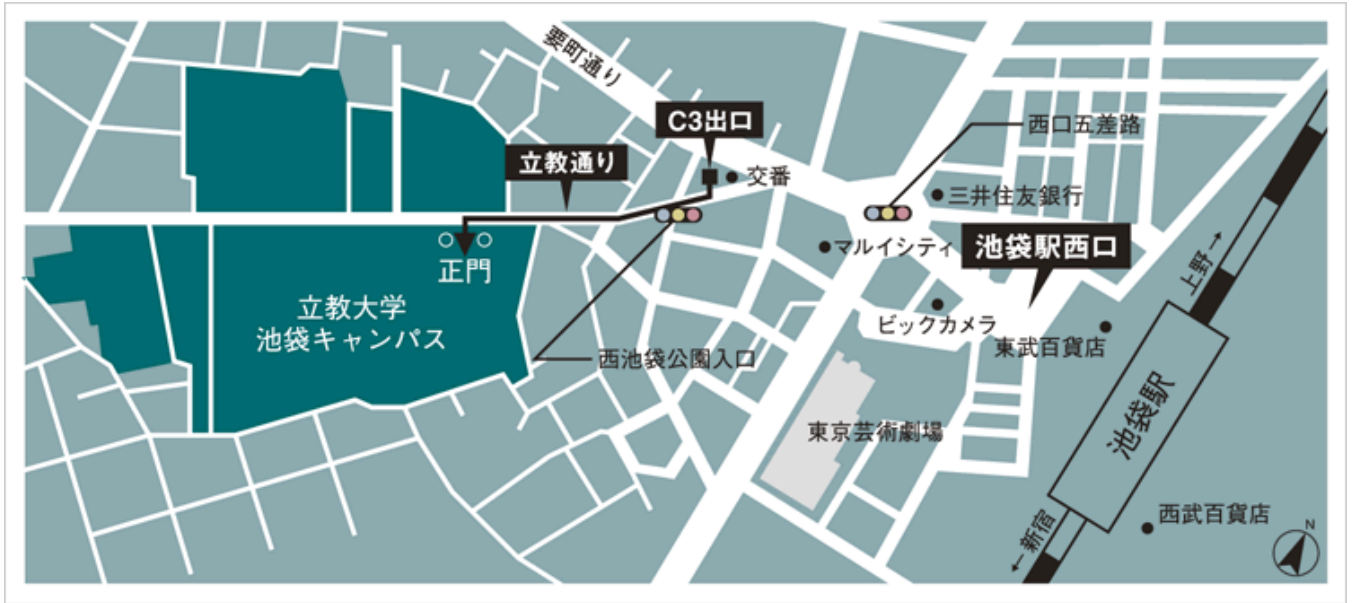 要町通り
C3出口
西口五差路
立教通り
交番
三井住友銀行
マルイシティ
池袋駅西口
上野→
正門
立教大学
池袋キャンパス
ビックカメラ
東武百貨店
西池袋公園入口
池袋駅
東京芸術劇場
西武百貨店
←新宿
N